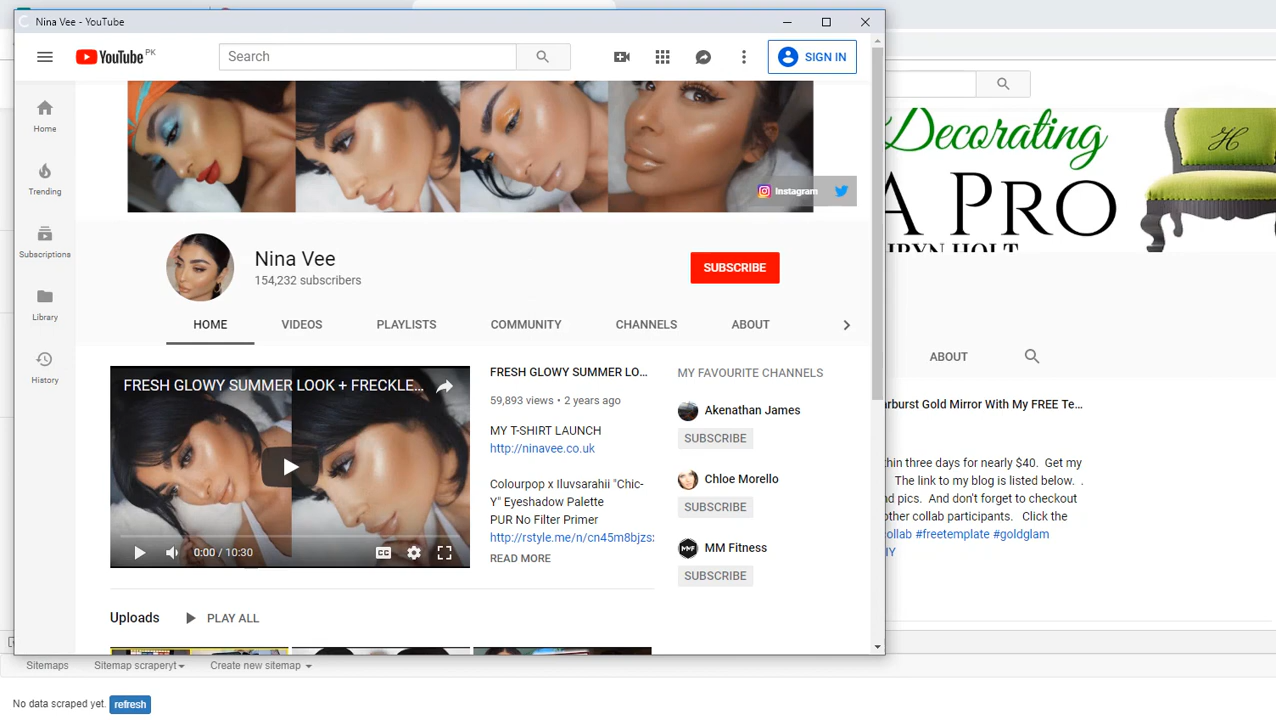 Nina Vee - YouTube
YouTube PK
Search
SIGN IN
Home
Trending
Subscriptions
Library
History
Instagram
Nina Vee
154,232 subscribers
SUBSCRIBE
HOME VIDEOS PLAYLISTS COMMUNITY CHANNELS ABOUT
FRESH GLOWY SUMMER LOOK + FRECKLE...
0:00 / 10:30
FRESH GLOWY SUMMER LO...
59,893 views • 2 years ago
MY T-SHIRT LAUNCH
http://ninavee.co.uk
Colourpop x Iluvsarahii "Chic-
Y" Eyeshadow Palette
PUR No Filter Primer
http://rstyle.me/n/cn45m8bjzs
READ MORE
MY FAVOURITE CHANNELS
Akenathan James
SUBSCRIBE
Chloe Morello
SUBSCRIBE
MMF
MM Fitness
SUBSCRIBE
Uploads PLAY ALL
Decorating
A PRO
HOLT
H
ABOUT
Gold Mirror With My FREE Te...
thin three days for nearly $40. Get my
The link to my blog is listed below. .
pics. And don't forget to checkout
other collab participants. Click the
#freetemplate #goldglam
Sitemaps Sitemap scraperyt Create new sitemap
No data scraped yet. refresh